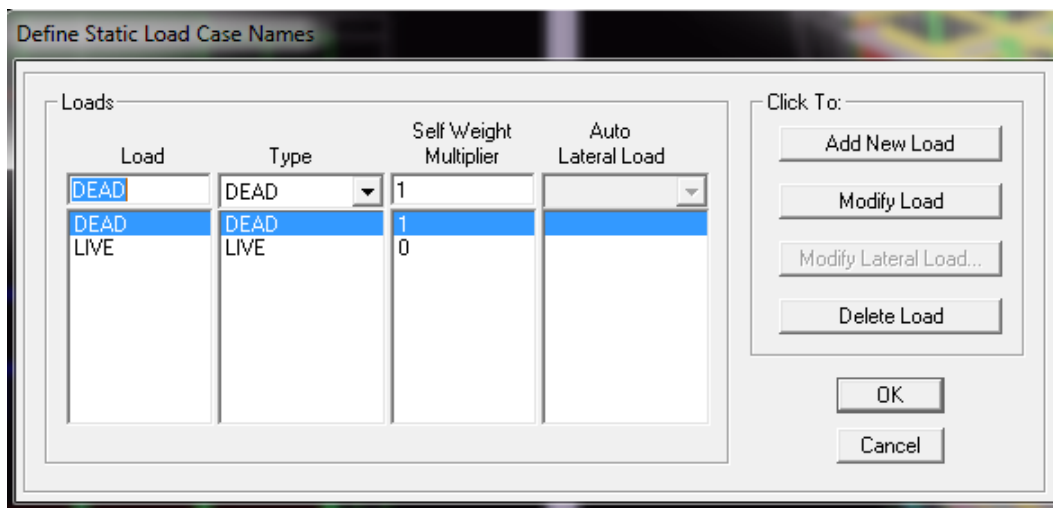 Define Static Load Case Names
Loads
Click To:
Self Weight Auto
Load Type Multiplier Lateral Load
DEAD DEAD 1
DEAD DEAD 1
LIVE LIVE 0
Add New Load
Modify Load
Modify Lateral Load...
Delete Load
OK
Cancel